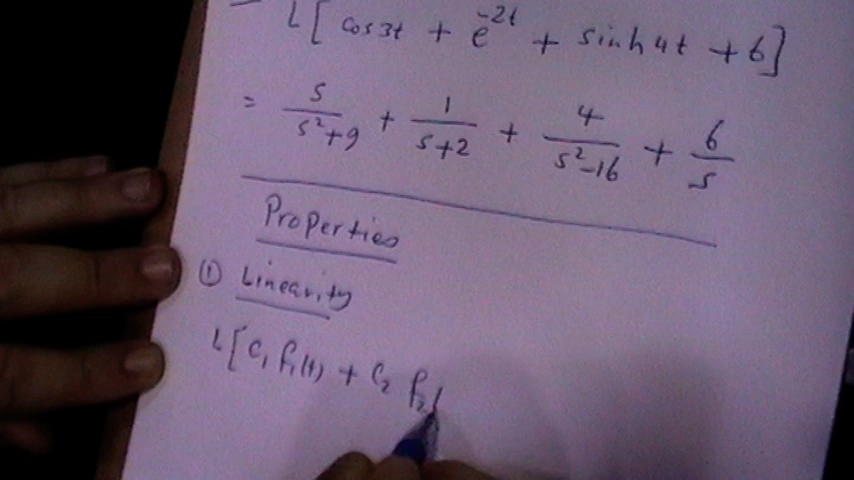 L[cos3t + e^-2t + sinh4t + 6]
= s/(s²+9) + 1/(s+2) + 4/(s²-16) + 6/s
Properties
① Linearity
L[C₁ f₁(t) + C₂ f₂(